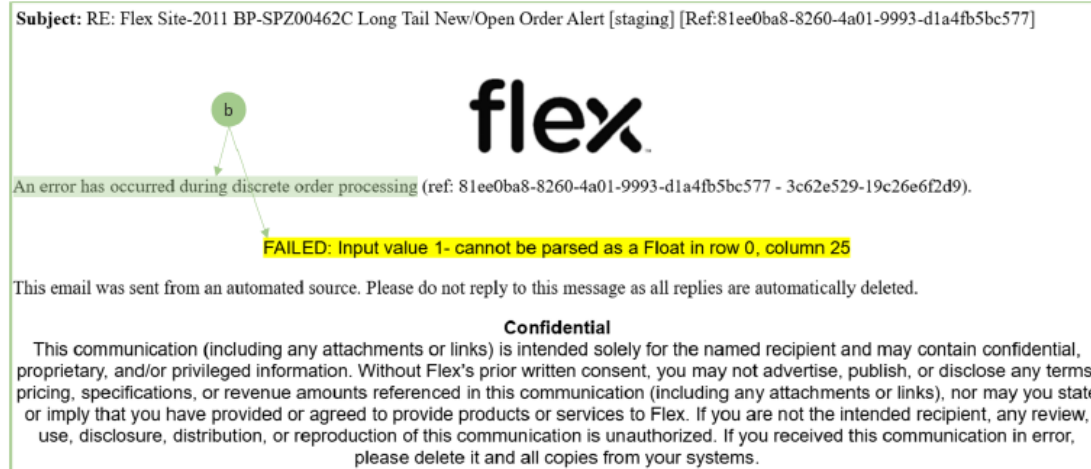 Subject: RE: Flex Site-2011 BP-SPZ00462C Long Tail New/Open Order Alert [staging] [Ref:81ee0ba8-8260-4a01-9993-d1a4fb5bc577]
flex
b
An error has occurred during discrete order processing (ref: 81ee0ba8-8260-4a01-9993-d1a4fb5bc577 - 3c62e529-19c26e6f2d9).
FAILED: Input value 1- cannot be parsed as a Float in row 0, column 25
This email was sent from an automated source. Please do not reply to this message as all replies are automatically deleted.
Confidential
This communication (including any attachments or links) is intended solely for the named recipient and may contain confidential,
proprietary, and/or privileged information. Without Flex's prior written consent, you may not advertise, publish, or disclose any terms
pricing, specifications, or revenue amounts referenced in this communication (including any attachments or links), nor may you state
or imply that you have provided or agreed to provide products or services to Flex. If you are not the intended recipient, any review,
use, disclosure, distribution, or reproduction of this communication is unauthorized. If you received this communication in error,
please delete it and all copies from your systems.